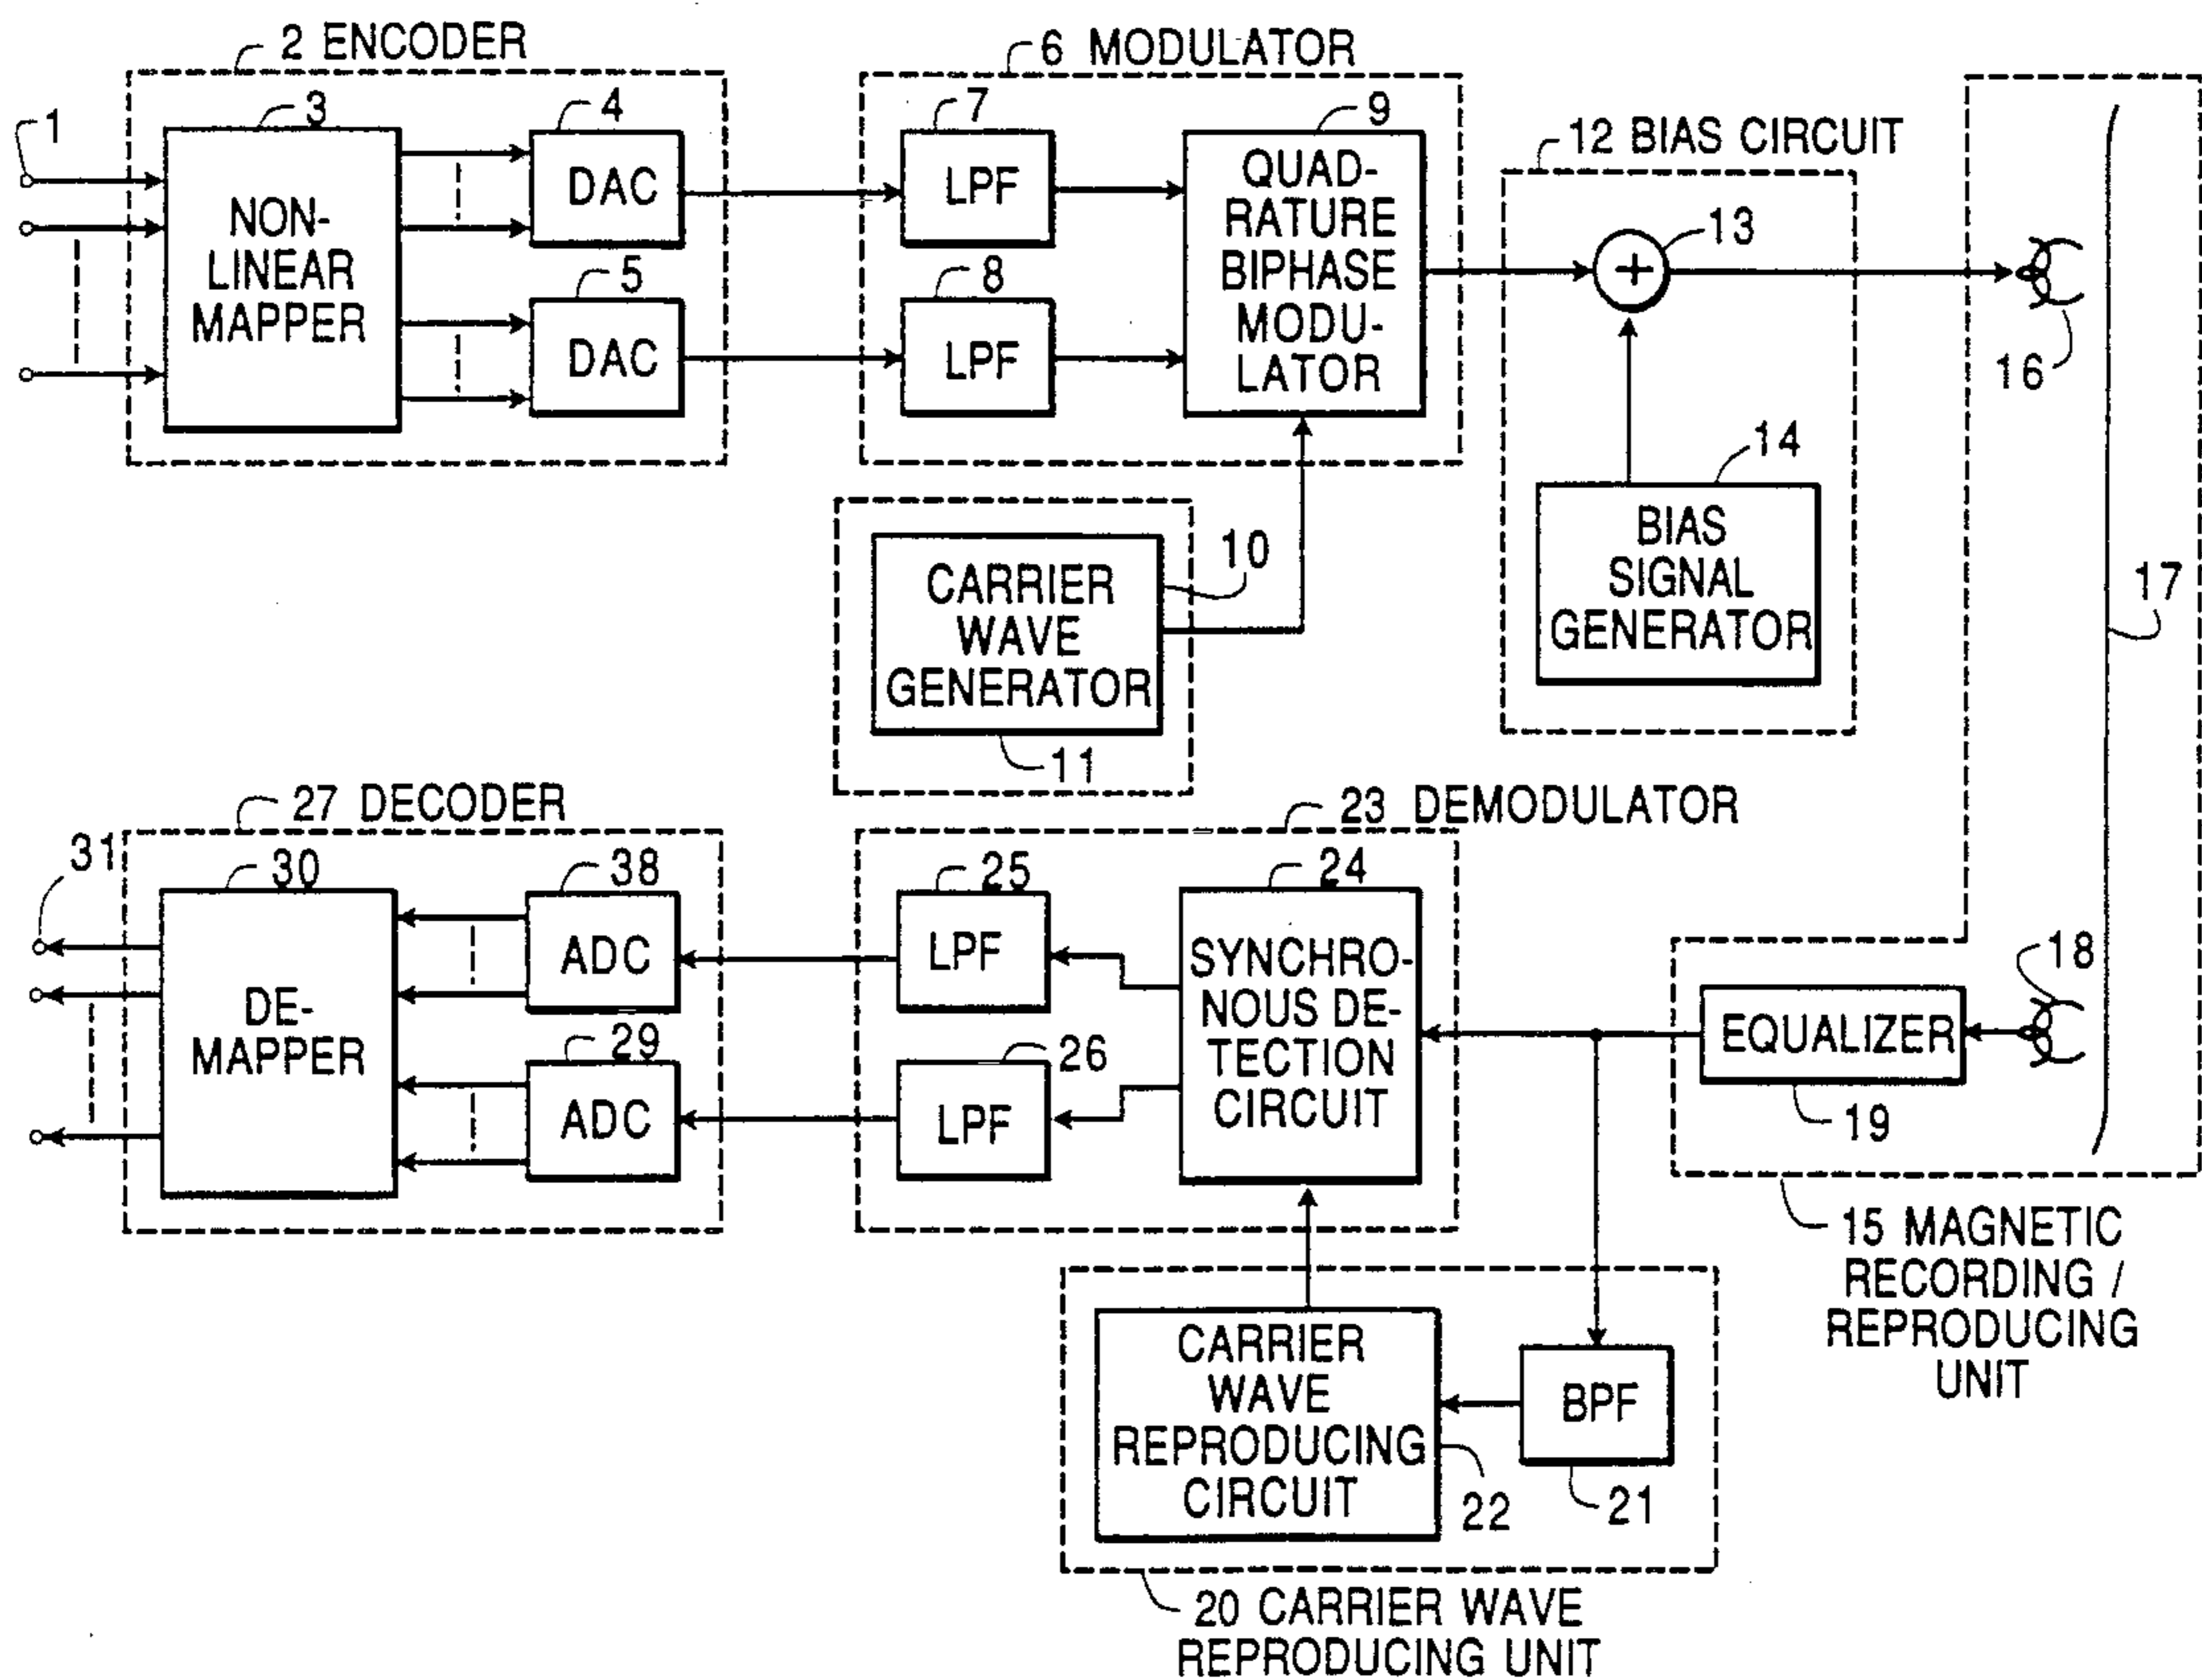 2 ENCODER
6 MODULATOR
1
3
4
7
9
12 BIAS CIRCUIT
NON-
LINEAR
MAPPER
DAC
LPF
QUAD-
RATURE
BIPHASE
MODU-
LATOR
13
+
5
8
DAC
LPF
16
14
BIAS
SIGNAL
GENERATOR
10
CARRIER
WAVE
GENERATOR
11
17
27 DECODER
23 DEMODULATOR
31
30
38
25
24
DE-
MAPPER
ADC
LPF
SYNCHRO-
NOUS DE-
TECTION
CIRCUIT
18
EQUALIZER
19
29
26
ADC
LPF
15 MAGNETIC
RECORDING /
REPRODUCING
UNIT
CARRIER
WAVE
REPRODUCING
CIRCUIT
22
BPF
21
20 CARRIER WAVE
REPRODUCING UNIT